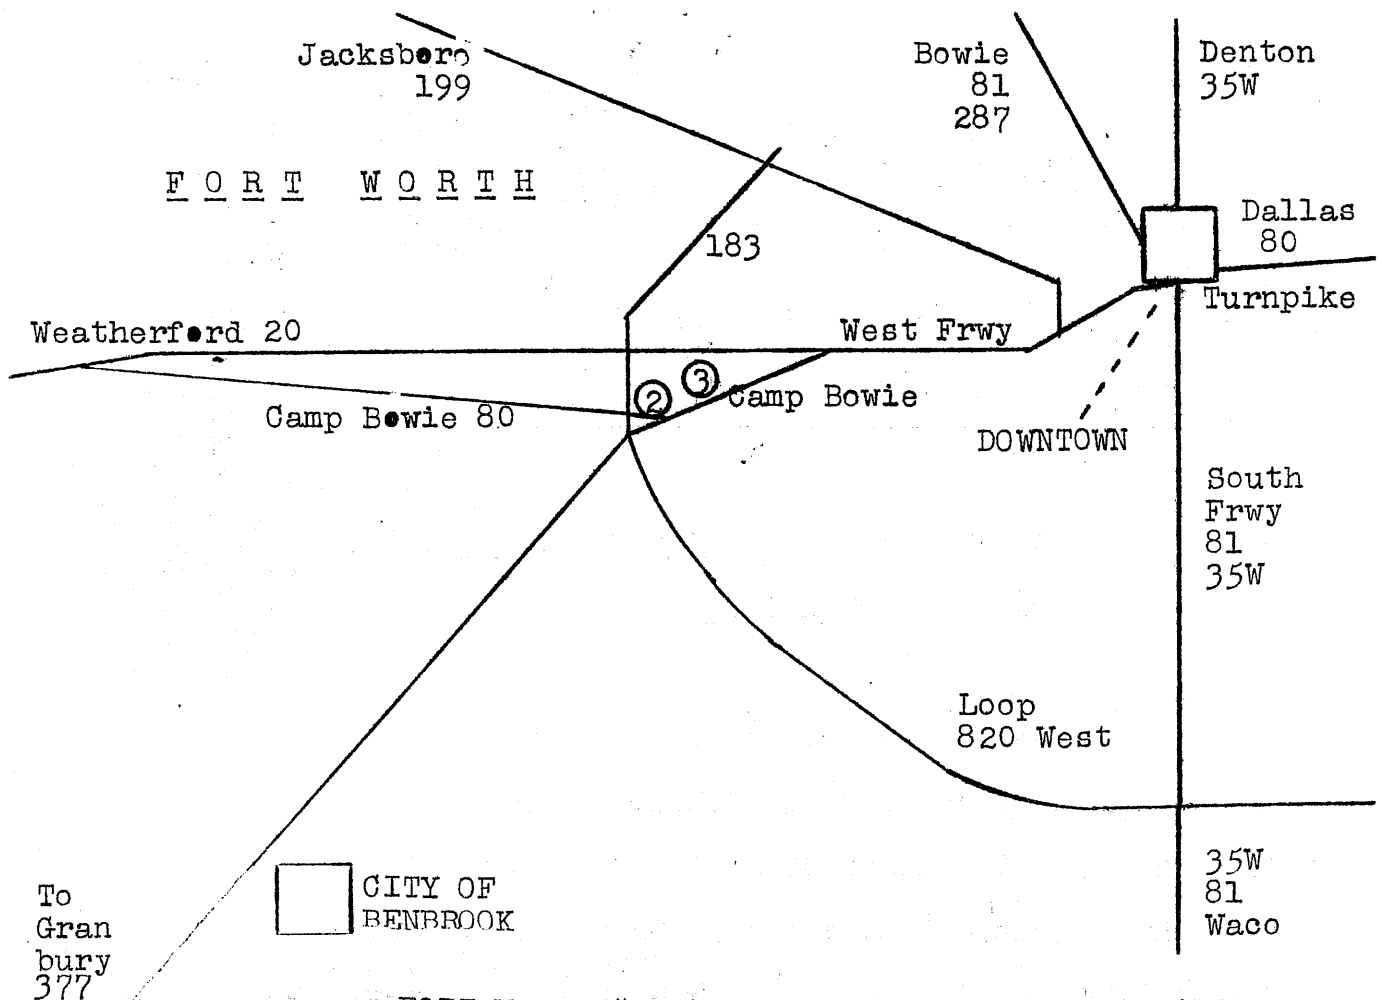 Jacksboro
199
Bowie
81
287
Denton
35W
FORT WORTH
183
Dallas
80
Turnpike
Weatherford 20
West Frwy
3
2
Camp Bowie
Camp Bowie 80
DOWNTOWN
South
Frwy
81
35W
Loop
820 West
35W
81
Waco
CITY OF
BENBROOK
To
Gran
bury
377